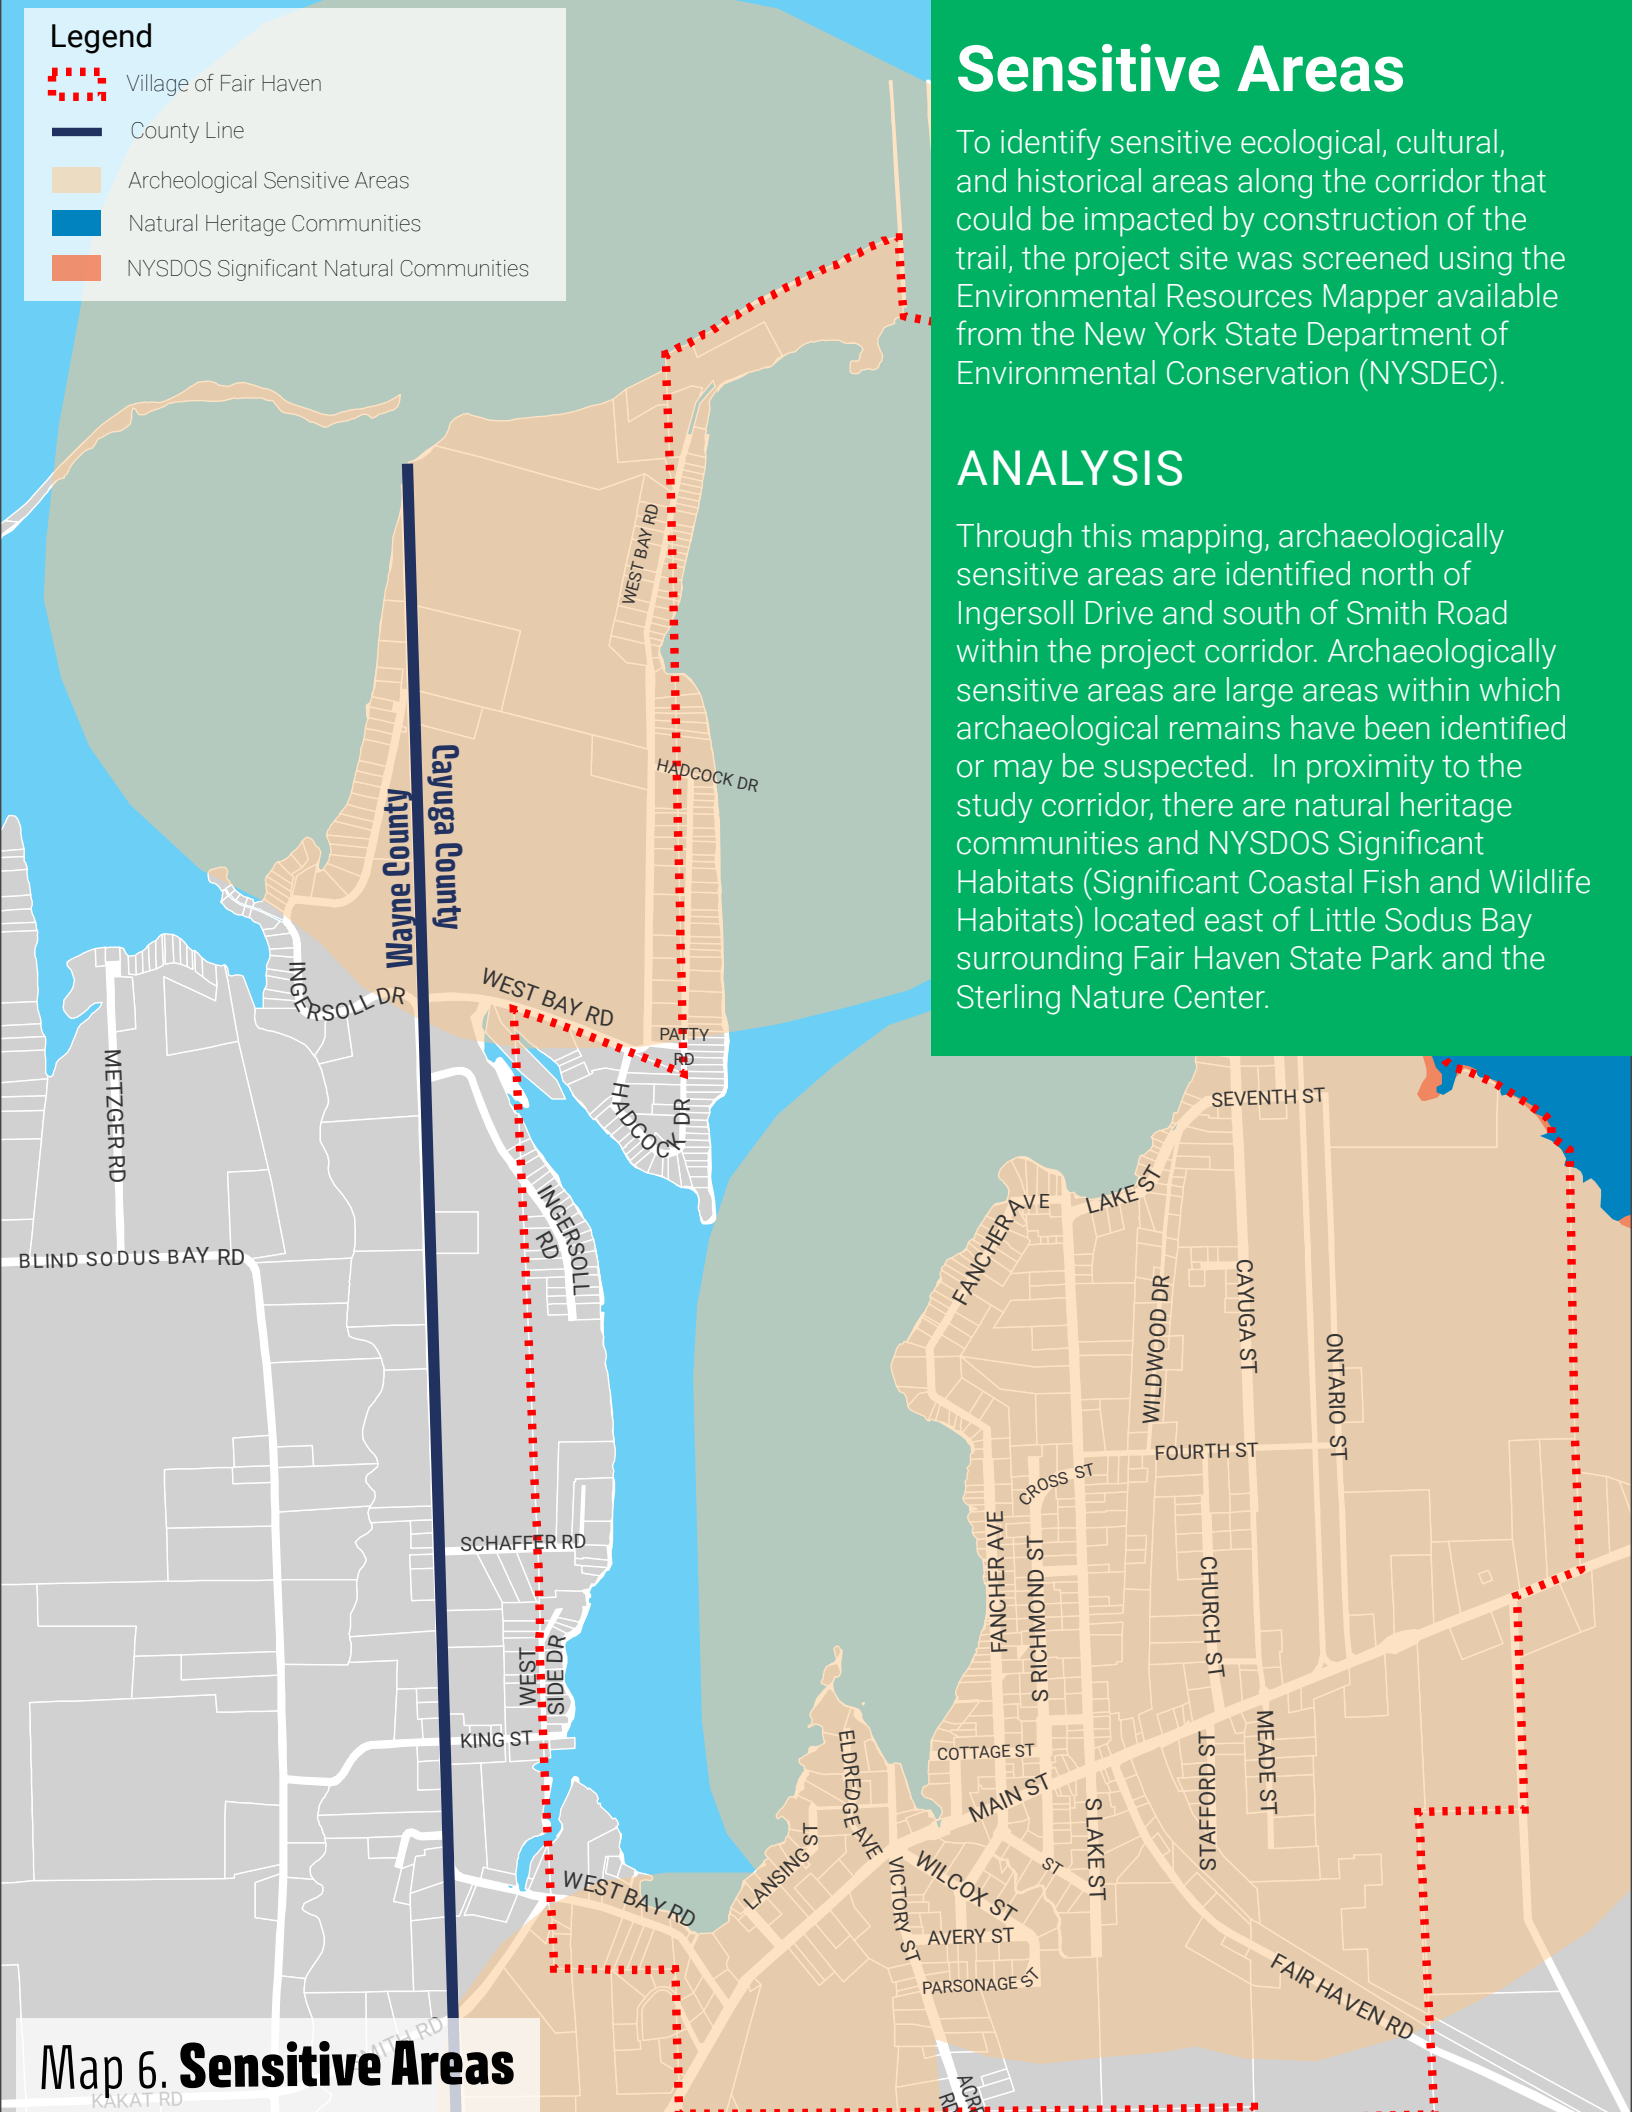 Legend
Village of Fair Haven
County Line
Archeological Sensitive Areas
Natural Heritage Communities
NYSDOS Significant Natural Communities
Sensitive Areas
To identify sensitive ecological, cultural,
and historical areas along the corridor that
could be impacted by construction of the
trail, the project site was screened using the
Environmental Resources Mapper available
from the New York State Department of
Environmental Conservation (NYSDEC).
ANALYSIS
Through this mapping, archaeologically
sensitive areas are identified north of
Ingersoll Drive and south of Smith Road
within the project corridor. Archaeologically
sensitive areas are large areas within which
archaeological remains have been identified
or may be suspected.  In proximity to the
study corridor, there are natural heritage
communities and NYSDOS Significant
Habitats (Significant Coastal Fish and Wildlife
Habitats) located east of Little Sodus Bay
surrounding Fair Haven State Park and the
Sterling Nature Center.
WEST BAY RD
HADCOCK DR
Wayne County
Cayuga County
INGERSOLL DR
WEST BAY RD
PATTY
RD
HADCOCK DR
METZGER RD
BLIND SODUS BAY RD
INGERSOLL
RD
SEVENTH ST
LAKE ST
FANCHER AVE
WILDWOOD DR
CAYUGA ST
ONTARIO ST
FOURTH ST
CROSS ST
SCHAFFER RD
FANCHER AVE
S RICHMOND ST
CHURCH ST
WEST
SIDE DR
KING ST
ELDREDGE AVE
COTTAGE ST
MAIN ST
STAFFORD ST
MEADE ST
S LAKE ST
LANSING ST
WEST BAY RD
VICTORY ST
WILCOX ST
ST
AVERY ST
PARSONAGE ST
FAIR HAVEN RD
SMITH RD
Map 6. Sensitive Areas
KAKAT RD
RD